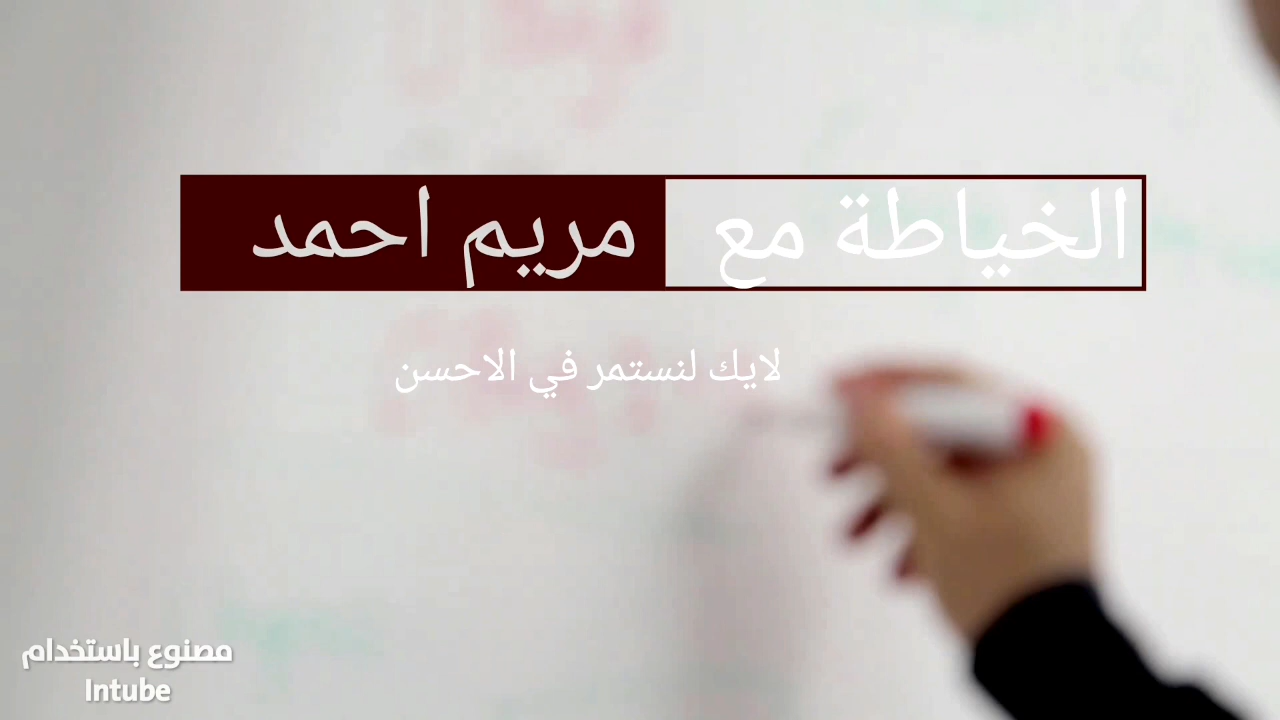 الخياطة مع مريم احمد
لايك لنستمر في الاحسن
مصنوع باستخدام
Intube